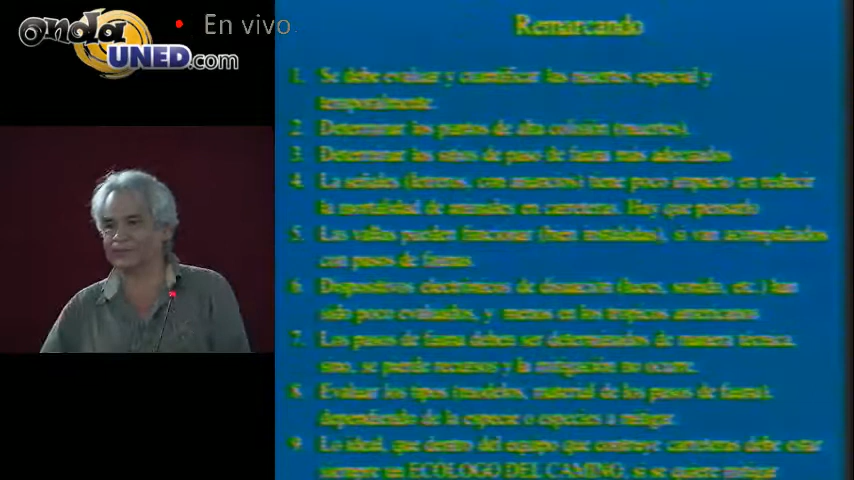 onda
UNED.com
En vivo.
Remarcando
1. Se debe evaluar y cuantificar las muertes espacial y
temporalmente.
2. Determinar los puntos de alta colisión (muertes).
3. Determinar los sitios de paso de fauna más adecuados.
4. La señales (letreros, con anuncios) tiene poco impacto en reducir
la mortalidad de animales en carreteras. Hay que pensarlo
5. Las vallas pueden funcionar (bien instaladas), si van acompañadas
con pasos de fauna.
6. Dispositivos electrónicos de disuasión (luces, sonido, etc.) han
sido poco evaluados, y menos en los trópicos americanos.
7. Los pasos de fauna deben ser determinados de manera técnica,
sino, se pierde recursos y la mitigación no ocurre.
8. Evaluar los tipos (modelos, material de los pasos de fauna),
dependiendo de la especie o especies a mitigar.
9. Lo ideal, que dentro del equipo que construye carreteras debe estar
siempre un ECOLOGO DEL CAMINO, si se quiere mitigar